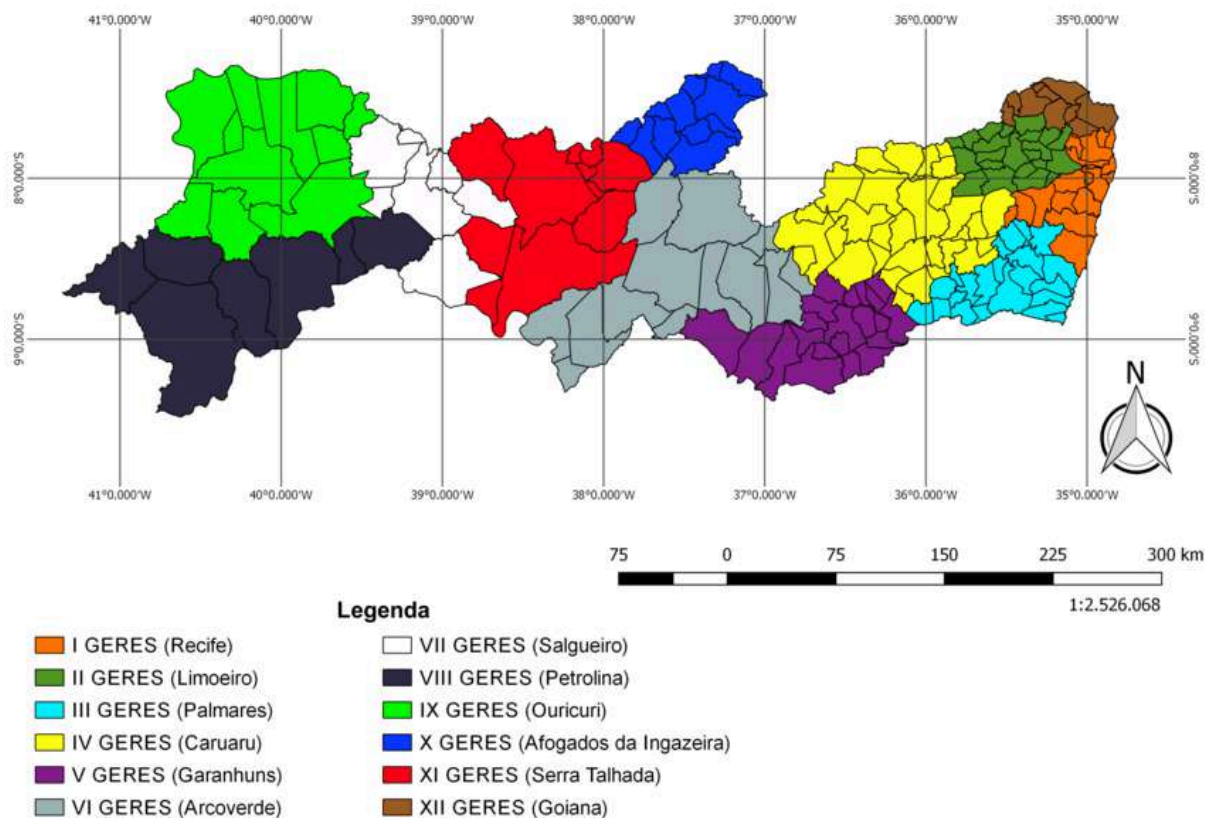 41°0.000'W 40°0.000'W 39°0.000'W 38°0.000'W 37°0.000'W 36°0.000'W 35°0.000'W
8°0.000'S 8°0.000'S
9°0.000'S 9°0.000'S
N
41°0.000'W 40°0.000'W 39°0.000'W 38°0.000'W 37°0.000'W 36°0.000'W 35°0.000'W
75 0 75 150 225 300 km
1:2.526.068
Legenda
I GERES (Recife)
II GERES (Limoeiro)
III GERES (Palmares)
IV GERES (Caruaru)
V GERES (Garanhuns)
VI GERES (Arcoverde)
VII GERES (Salgueiro)
VIII GERES (Petrolina)
IX GERES (Ouricuri)
X GERES (Afogados da Ingazeira)
XI GERES (Serra Talhada)
XII GERES (Goiana)